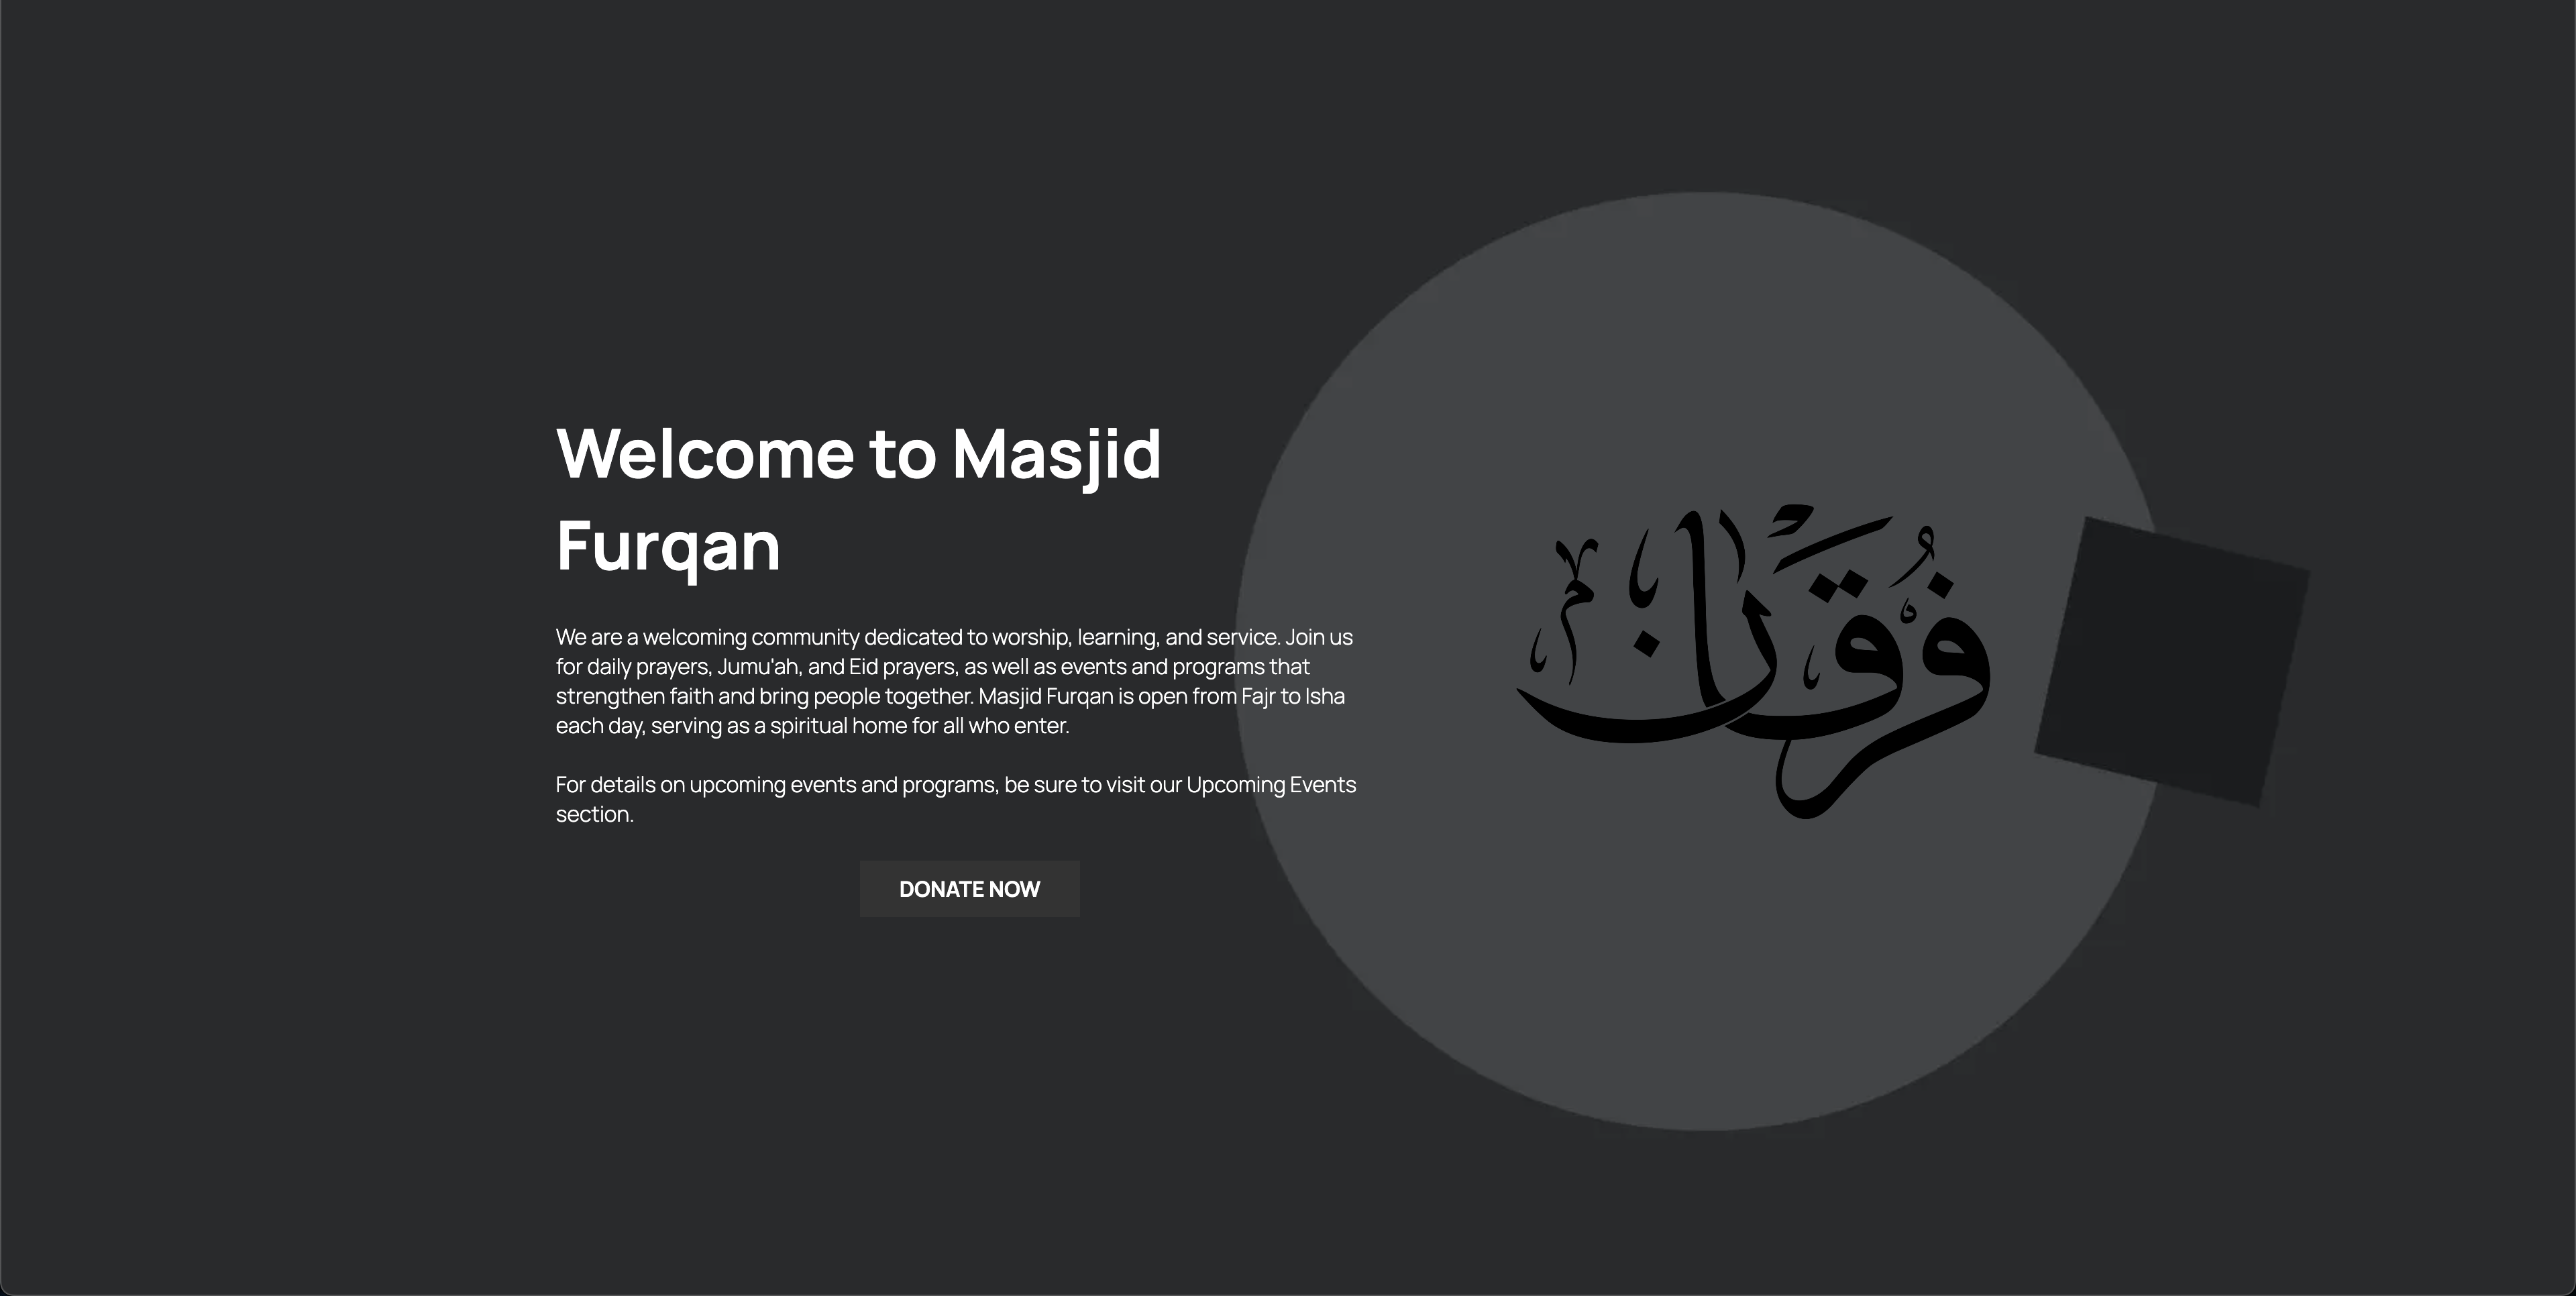 Welcome to Masjid
Furqan
We are a welcoming community dedicated to worship, learning, and service. Join us
for daily prayers, Jumu'ah, and Eid prayers, as well as events and programs that
strengthen faith and bring people together. Masjid Furqan is open from Fajr to Isha
each day, serving as a spiritual home for all who enter.
For details on upcoming events and programs, be sure to visit our Upcoming Events
section.
DONATE NOW
فُرقَان